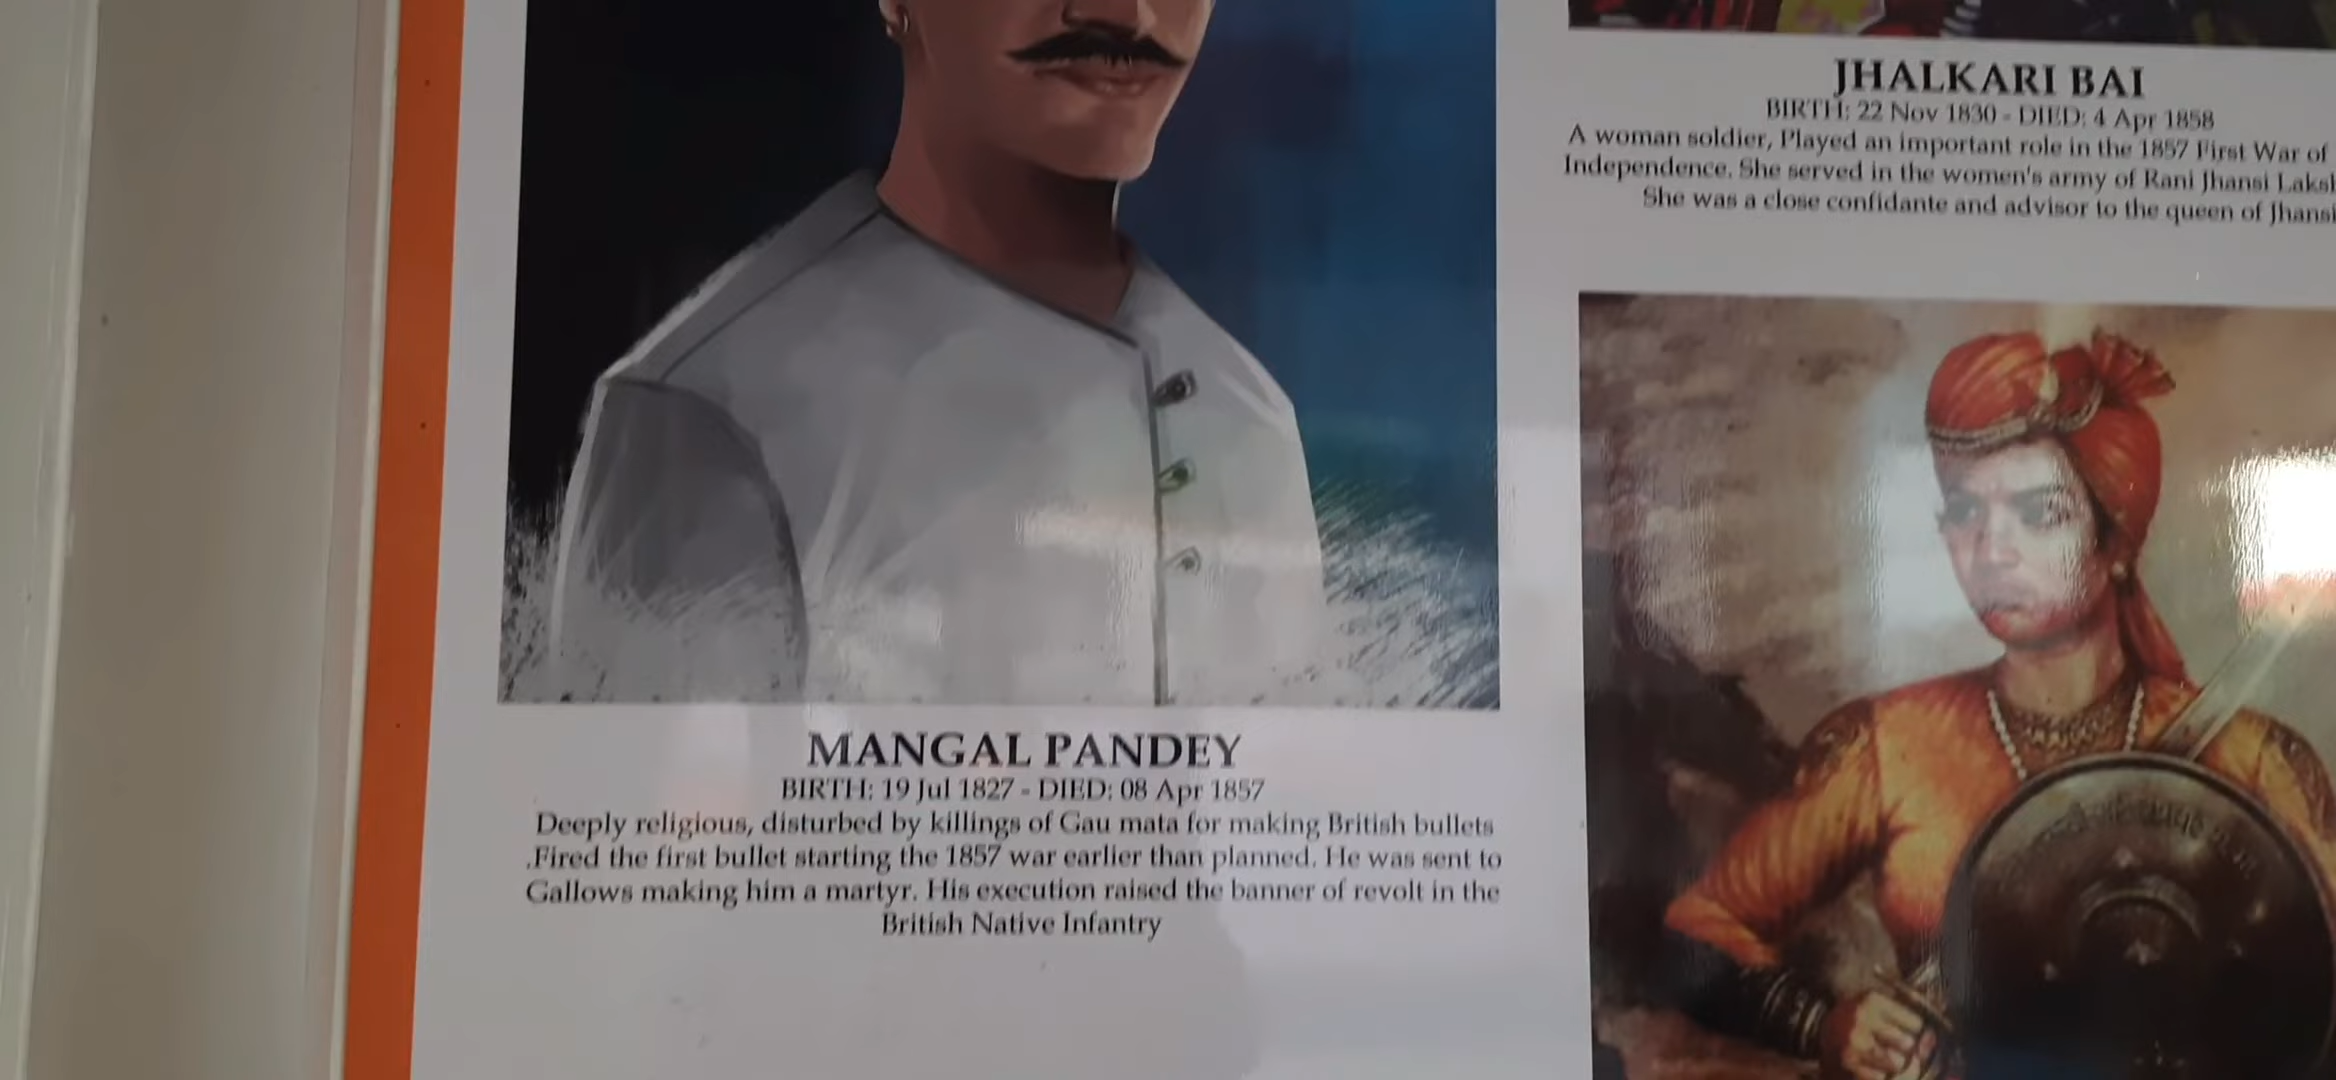 JHALKARI BAI
BIRTH: 22 Nov 1830 - DIED: 4 Apr 1858
A woman soldier, Played an important role in the 1857 First War of
Independence. She served in the women's army of Rani Jhansi
She was a close confidante and advisor to the queen of Jhansi
MANGAL PANDEY
BIRTH: 19 Jul 1827 - DIED: 08 Apr 1857
Deeply religious, disturbed by killings of Gau mata for making British bullets
.Fired the first bullet starting the 1857 war earlier than planned. He was sent to
Gallows making him a martyr. His execution raised the banner of revolt in the
British Native Infantry